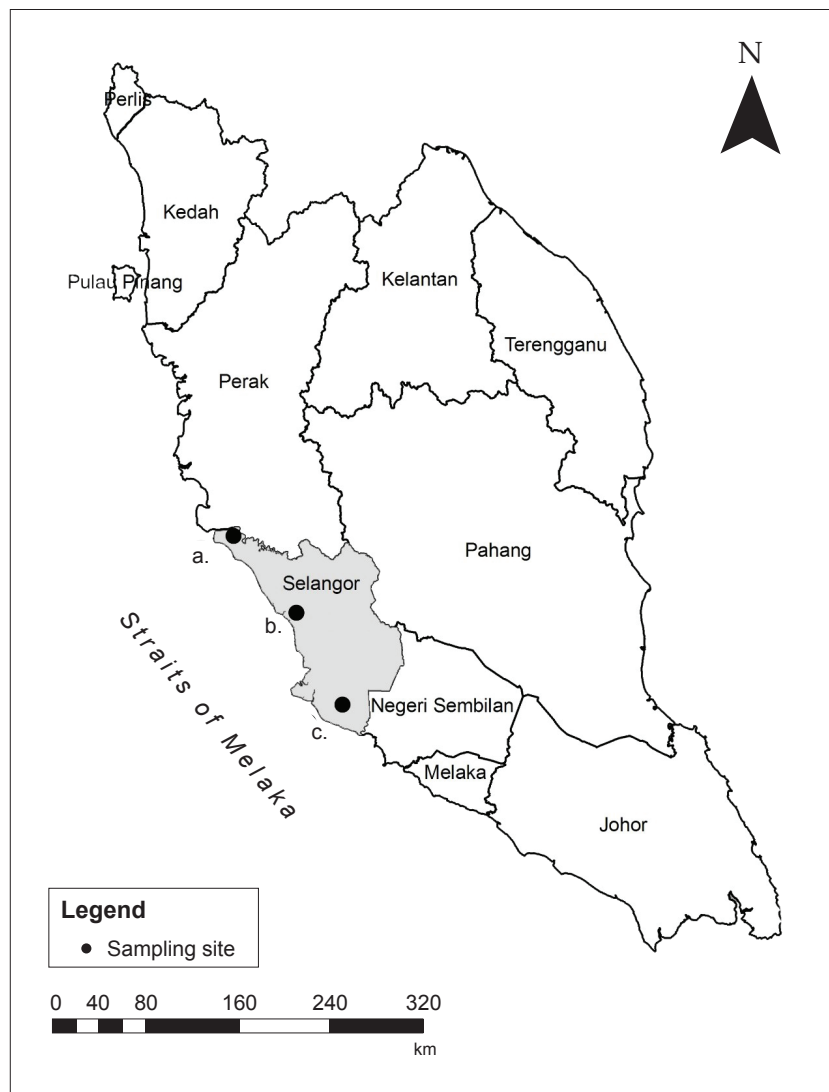 N
Perlis
Kedah
Pulau Pinang
Kelantan
Terengganu
Perak
Pahang
a.
Selangor
b.
Negeri Sembilan
c.
Melaka
Straits of Melaka
Johor
Legend
Sampling site
0 40 80 160 240 320
km